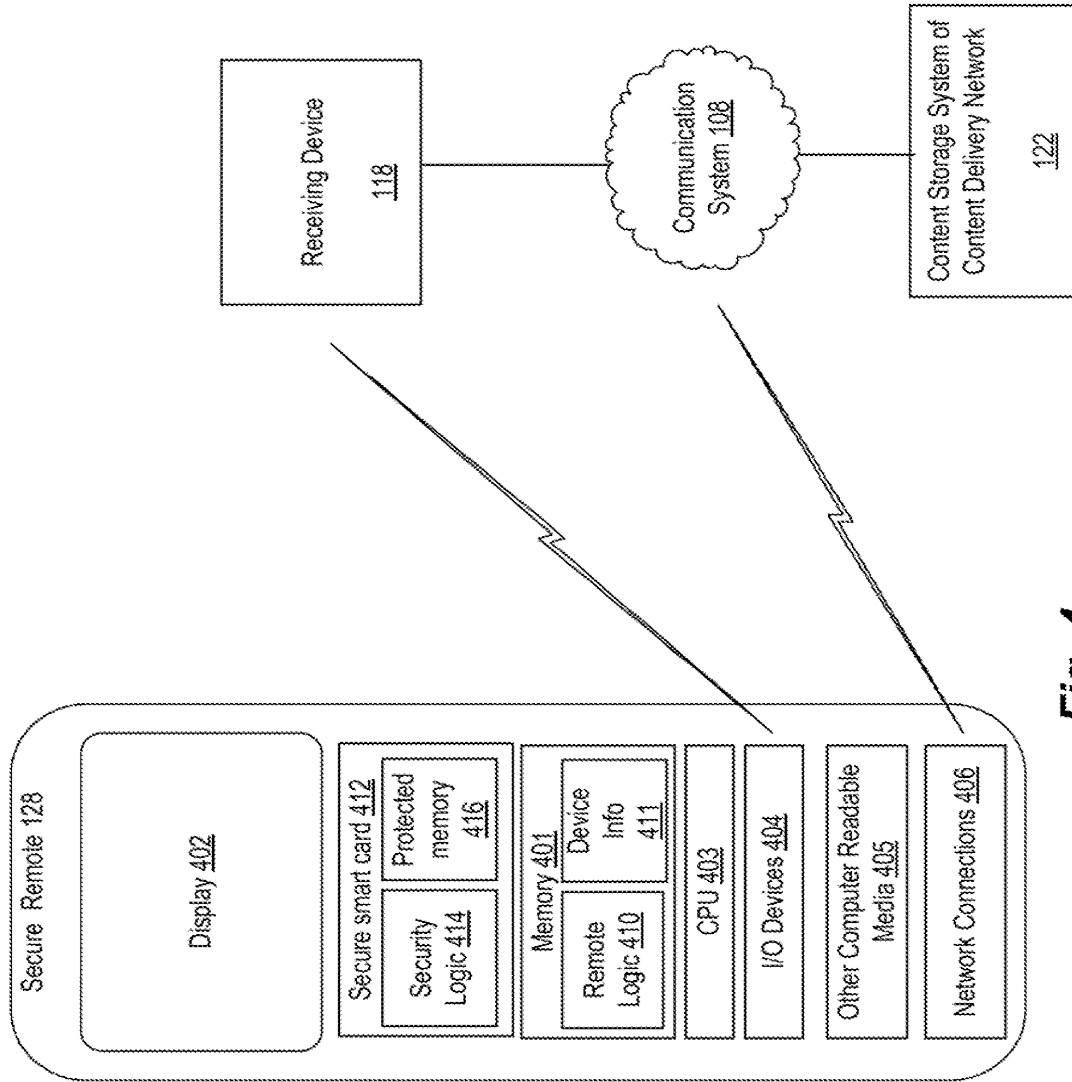 Secure Remote 128
Display 402
Secure smart card 412
Security
Logic 414
Protected
memory
416
Memory 401
Remote
Logic 410
Device
Info
411
CPU 403
I/O Devices 404
Other Computer Readable
Media 405
Network Connections 406
Receiving Device
118
Communication
System 108
Content Storage System of
Content Delivery Network
122
Fig. 4